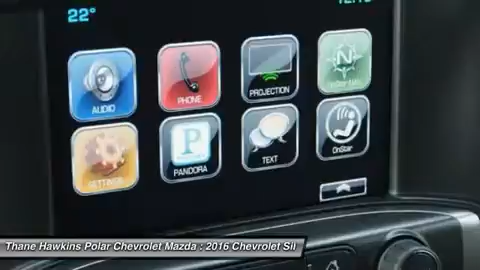 22°
AUDIO
PHONE
PROJECTION
N
SETTINGS
P
PANDORA
TEXT
OnStar
Thane Hawkins Polar Chevrolet Mazda : 2016 Chevrolet Sil